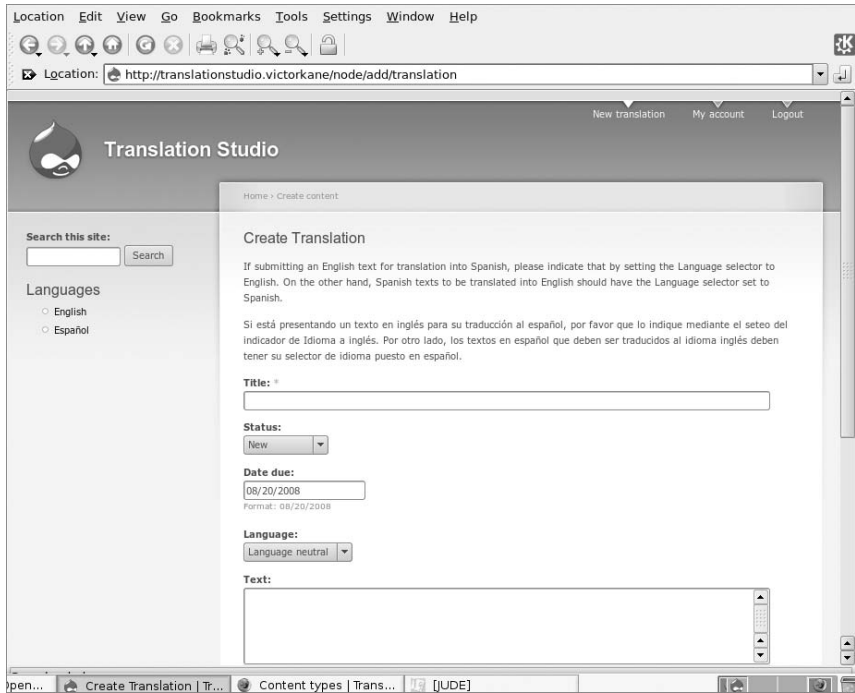 Location Edit View Go Bookmarks Tools Settings Window Help
Location: http://translationstudio.victorkane/node/add/translation
New translation My account Logout
Translation Studio
Home › Create content
Search this site:
Search
Languages
English
Español
Create Translation
If submitting an English text for translation into Spanish, please indicate that by setting the Language selector to
English. On the other hand, Spanish texts to be translated into English should have the Language selector set to
Spanish.
Si está presentando un texto en inglés para su traducción al español, por favor que lo indique mediante el seteo del
indicador de Idioma a inglés. Por otro lado, los textos en español que deben ser traducidos al idioma inglés deben
tener su selector de idioma puesto en español.
Title: *
Status:
New
Date due:
08/20/2008
Format: 08/20/2008
Language:
Language neutral
Text:
Open... Create Translation | Tr... Content types | Trans... [JUDE]